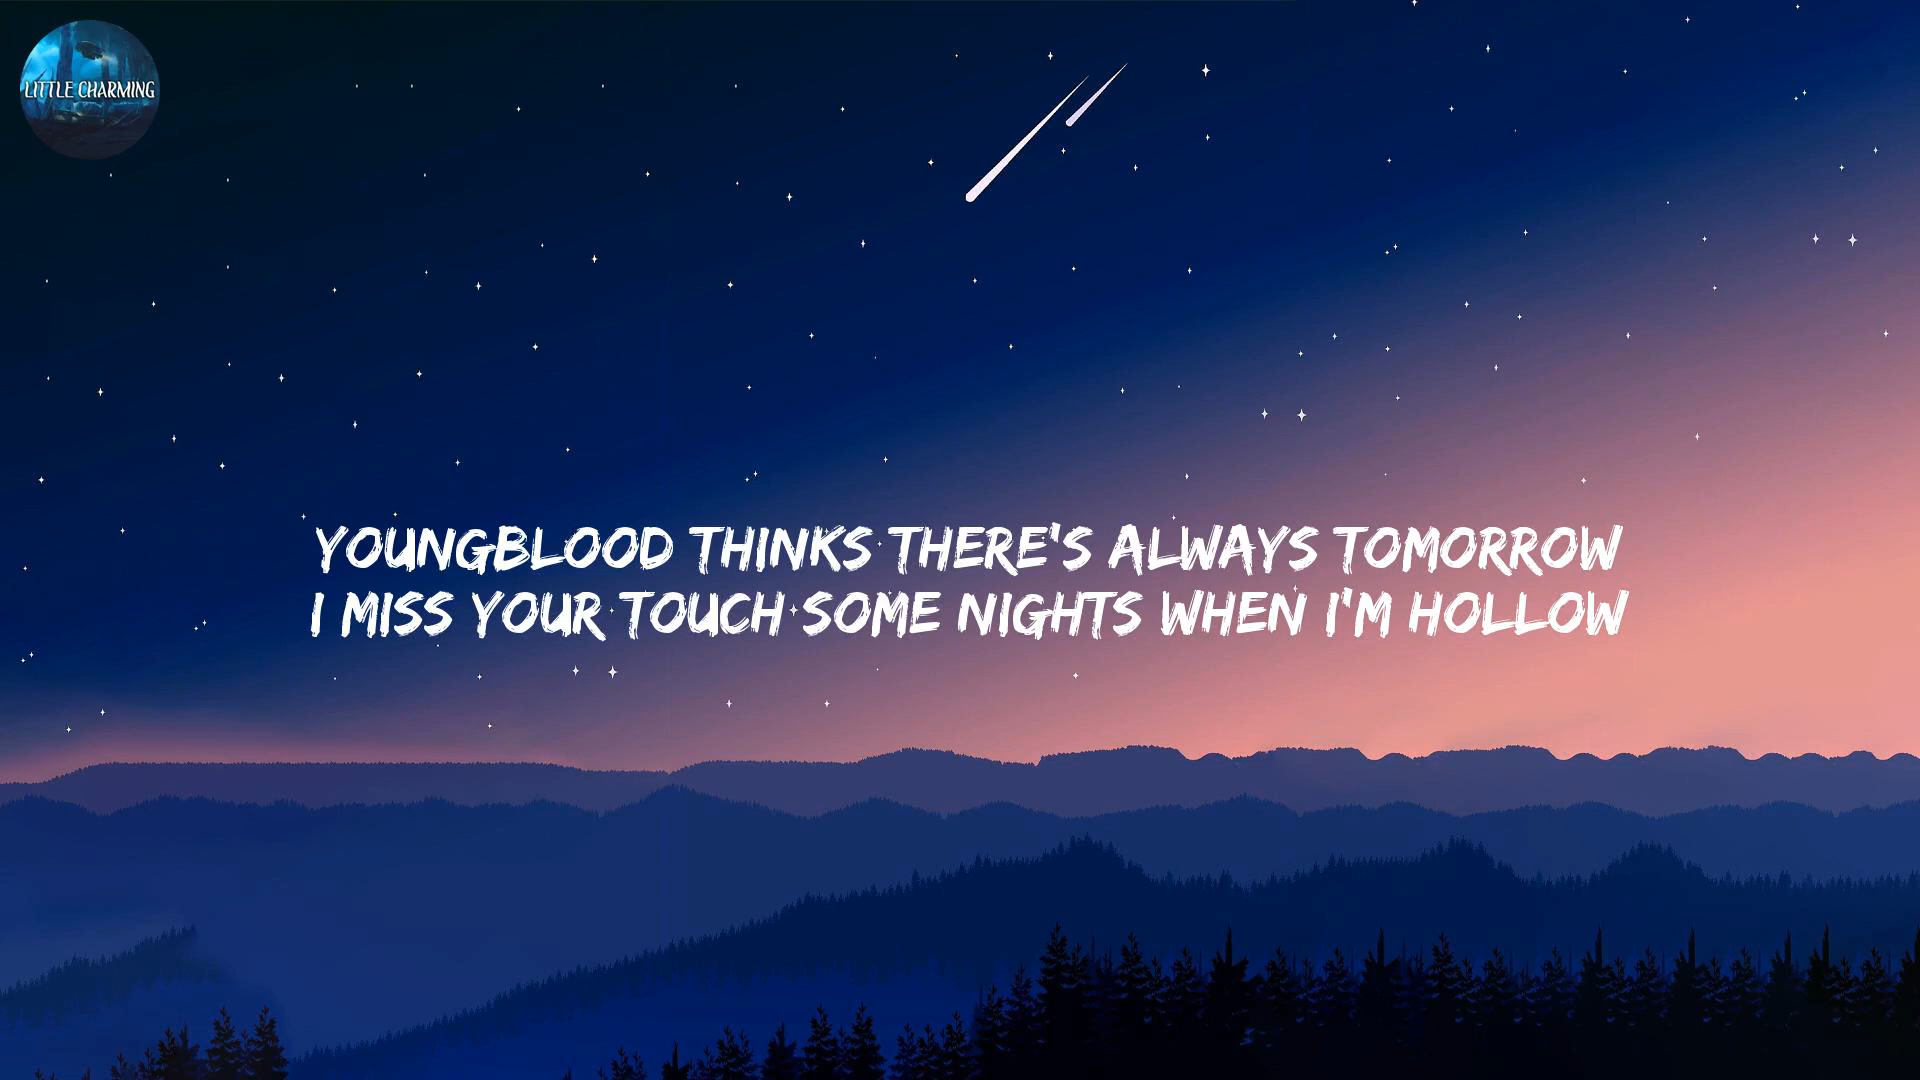 LITTLE CHARMING
YOUNGBLOOD THINKS THERE'S ALWAYS TOMORROW
I MISS YOUR TOUCH SOME NIGHTS WHEN I'M HOLLOW